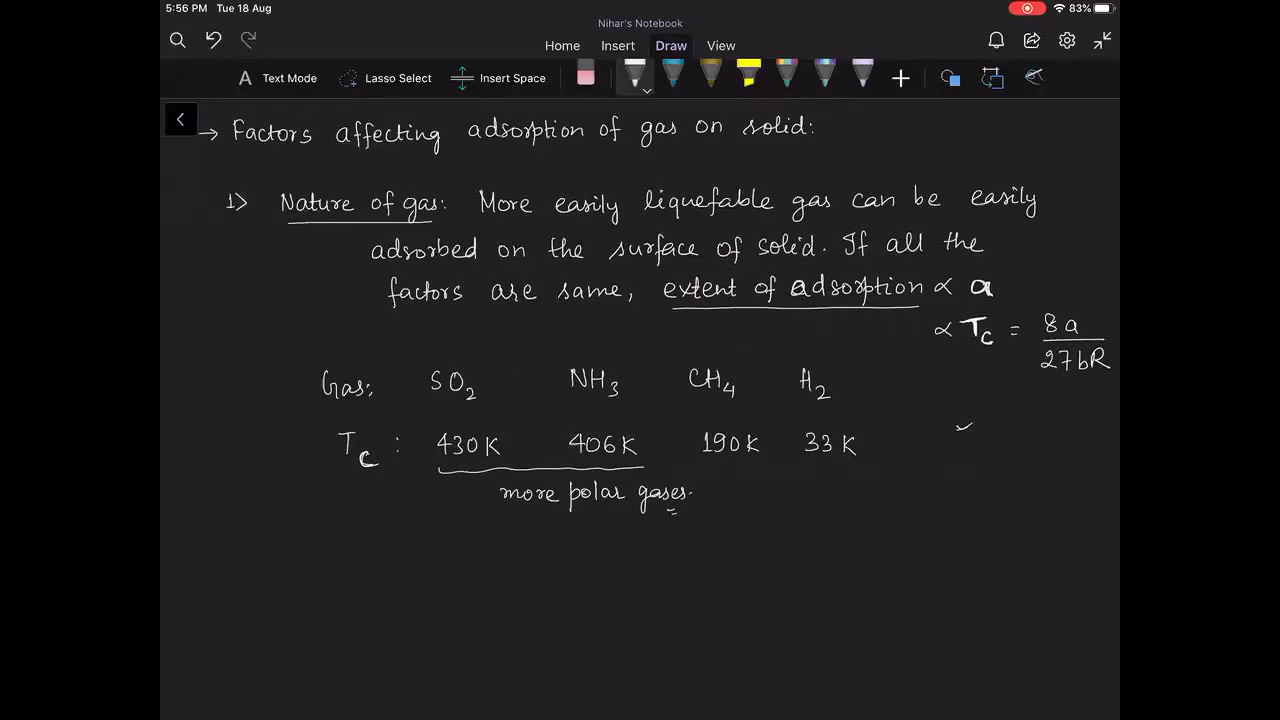 5:56 PM Tue 18 Aug
83%
Nihar's Notebook
Home Insert Draw View
Text Mode Lasso Select Insert Space
→ Factors affecting adsorption of gas on solid:
1> Nature of gas: More easily liquefable gas can be easily
adsorbed on the surface of solid. If all the
factors are same, extent of adsorption ∝ a
∝ Tc = 8a / 27bR
Gas: SO₂ NH₃ CH₄ H₂
Tc : 430K 406K 190K 33K
more polar gases.